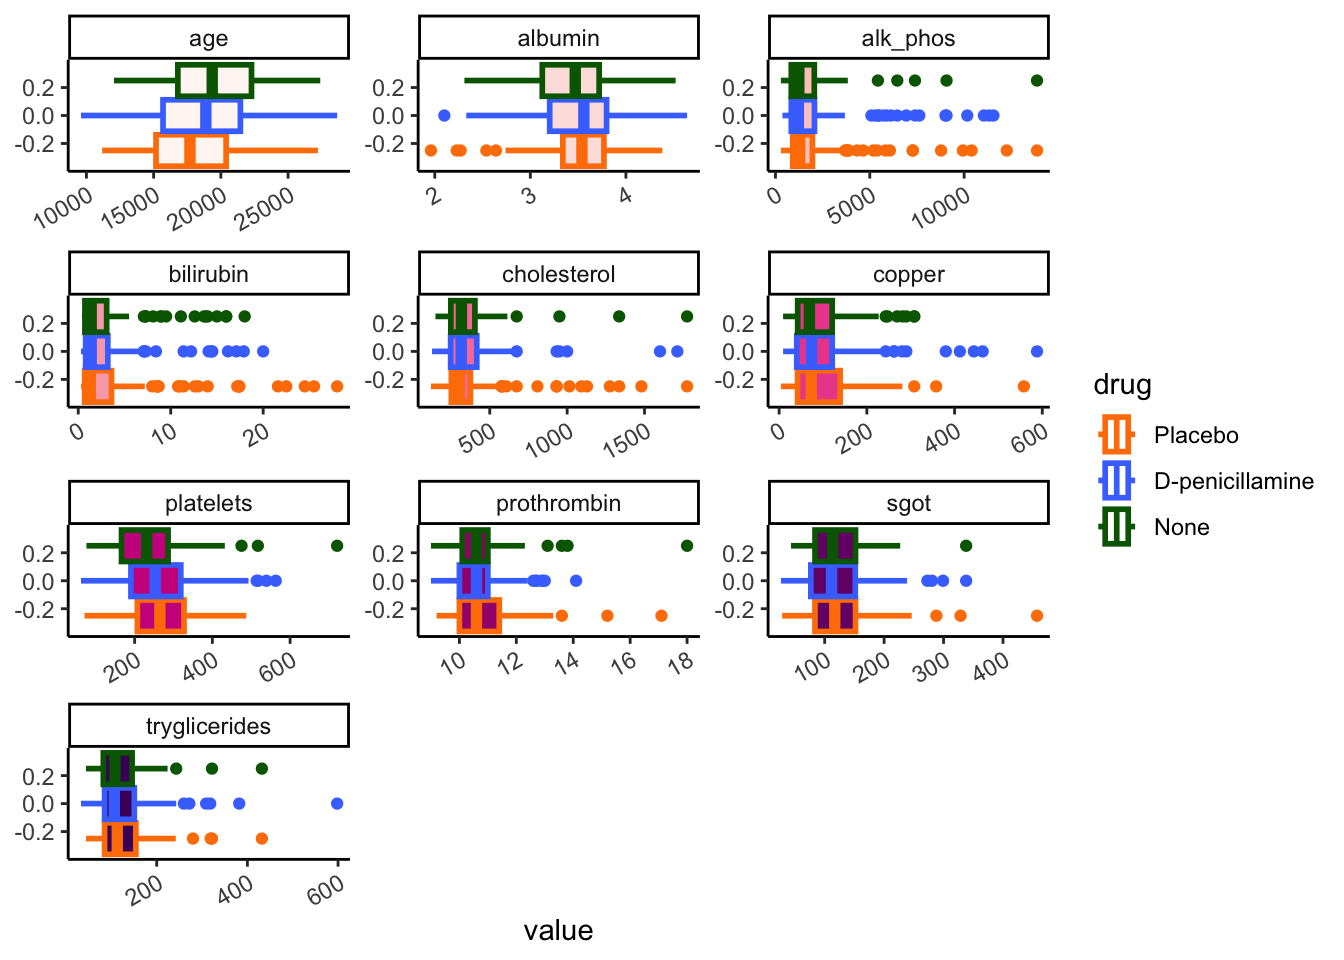 age albumin alk_phos
0.2 0.2 0.2
0.0 0.0 0.0
-0.2 -0.2 -0.2
10000 15000 20000 25000 2 3 4 0 5000 10000
bilirubin cholesterol copper
0.2 0.2 0.2
0.0 0.0 0.0
-0.2 -0.2 -0.2
0 10 20 500 1000 1500 0 200 400 600
platelets prothrombin sgot
0.2 0.2 0.2
0.0 0.0 0.0
-0.2 -0.2 -0.2
200 400 600 10 12 14 16 18 100 200 300 400
tryglicerides
0.2
0.0
-0.2
200 400 600
value
drug
Placebo
D-penicillamine
None